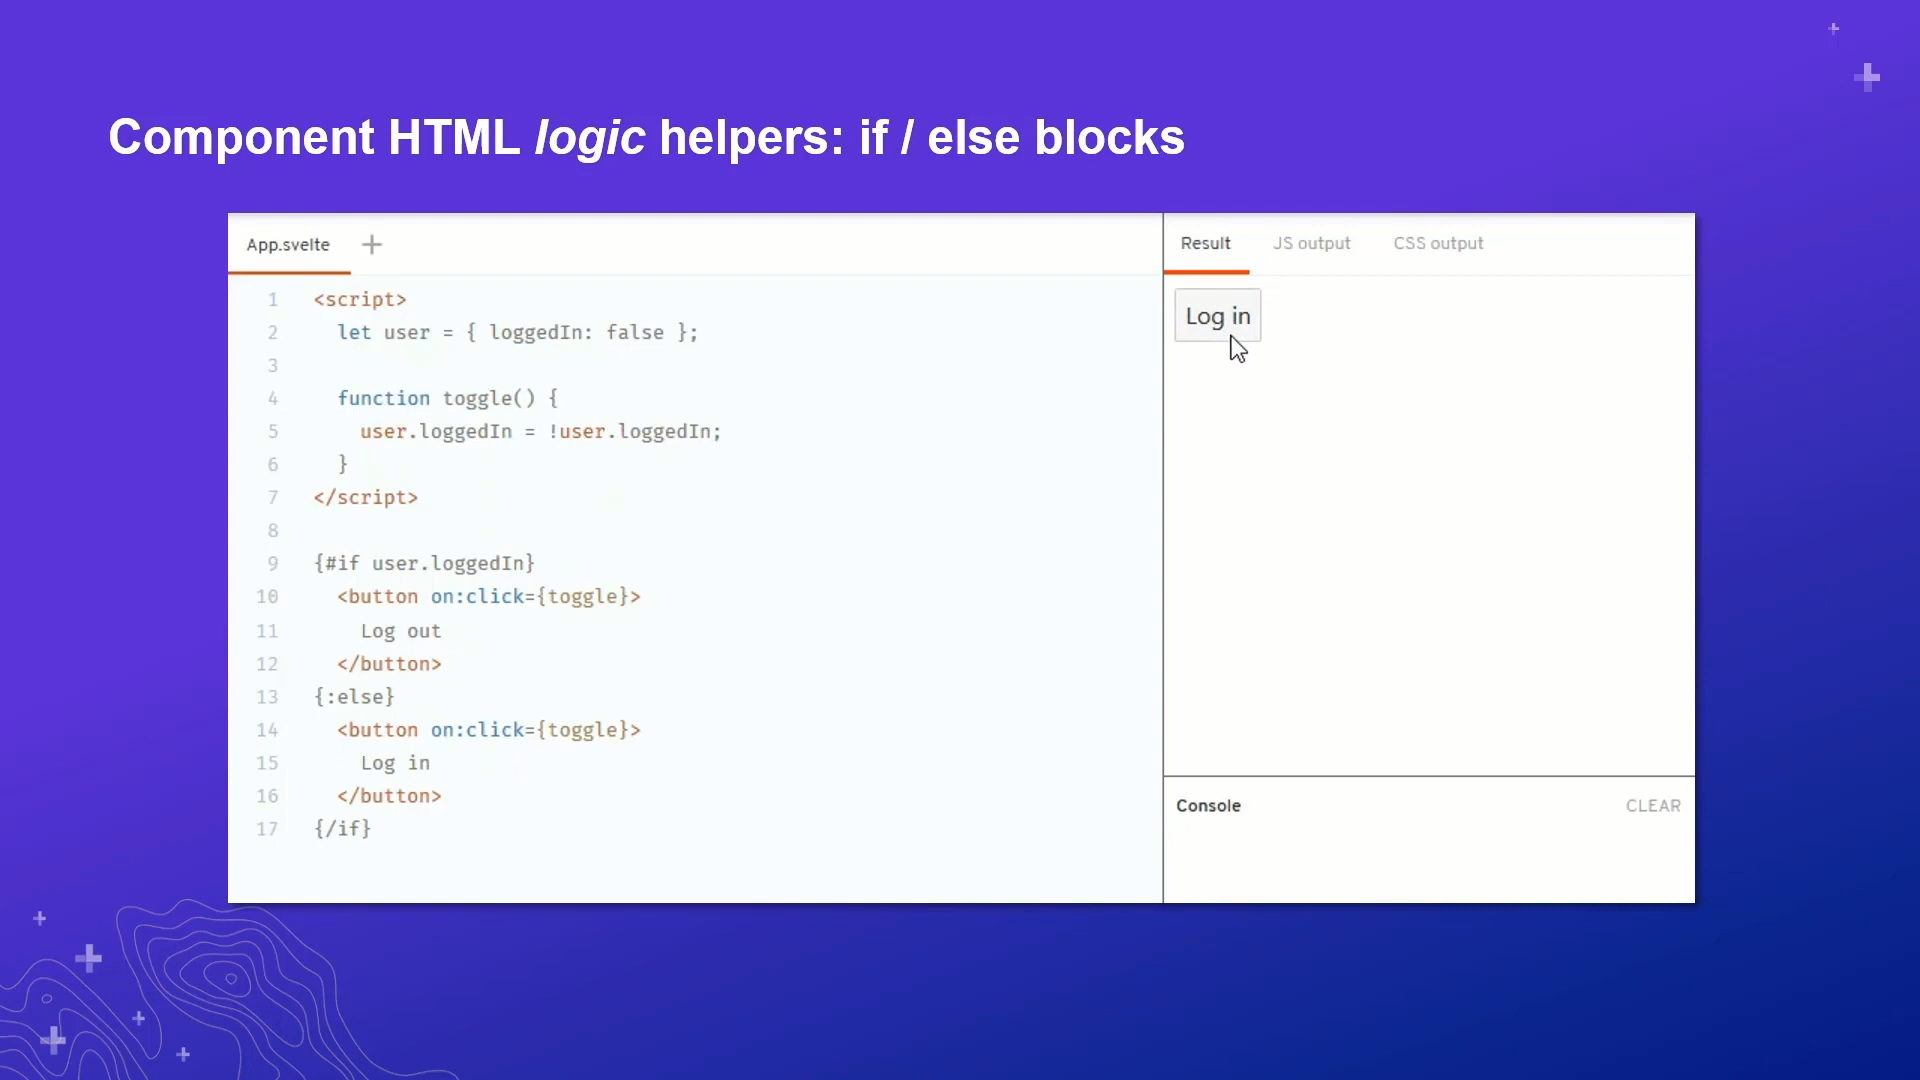 Component HTML logic helpers: if / else blocks
App.svelte +
Result JS output CSS output
1 <script>
2 let user = { loggedIn: false };
3
4 function toggle() {
5 user.loggedIn = !user.loggedIn;
6 }
7 </script>
8
9 {#if user.loggedIn}
10 <button on:click={toggle}>
11 Log out
12 </button>
13 {:else}
14 <button on:click={toggle}>
15 Log in
16 </button>
17 {/if}
Log in
Console CLEAR